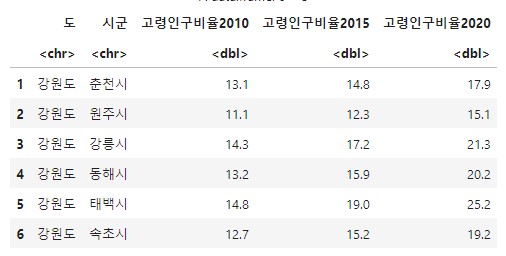 도 시군 고령인구비율2010 고령인구비율2015 고령인구비율2020
<chr> <chr> <dbl> <dbl> <dbl>
1 강원도 춘천시 13.1 14.8 17.9
2 강원도 원주시 11.1 12.3 15.1
3 강원도 강릉시 14.3 17.2 21.3
4 강원도 동해시 13.2 15.9 20.2
5 강원도 태백시 14.8 19.0 25.2
6 강원도 속초시 12.7 15.2 19.2